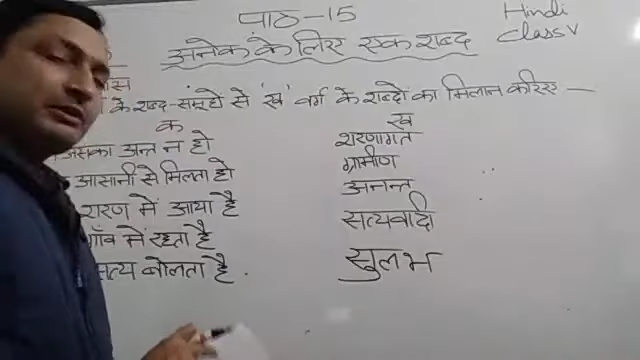 पाठ-15
Hindi
Class V
अनेक के लिए एक शब्द
के शब्द-समूहों से 'ख' वर्ग के शब्दों का मिलान करिए —
क ख
अन्त न हो शरणागत
आसानी से मिलता हो ग्रामीण
शरण में आया है अनन्त
गाँव में रहता है सत्यवादी
सत्य बोलता है सुलभ